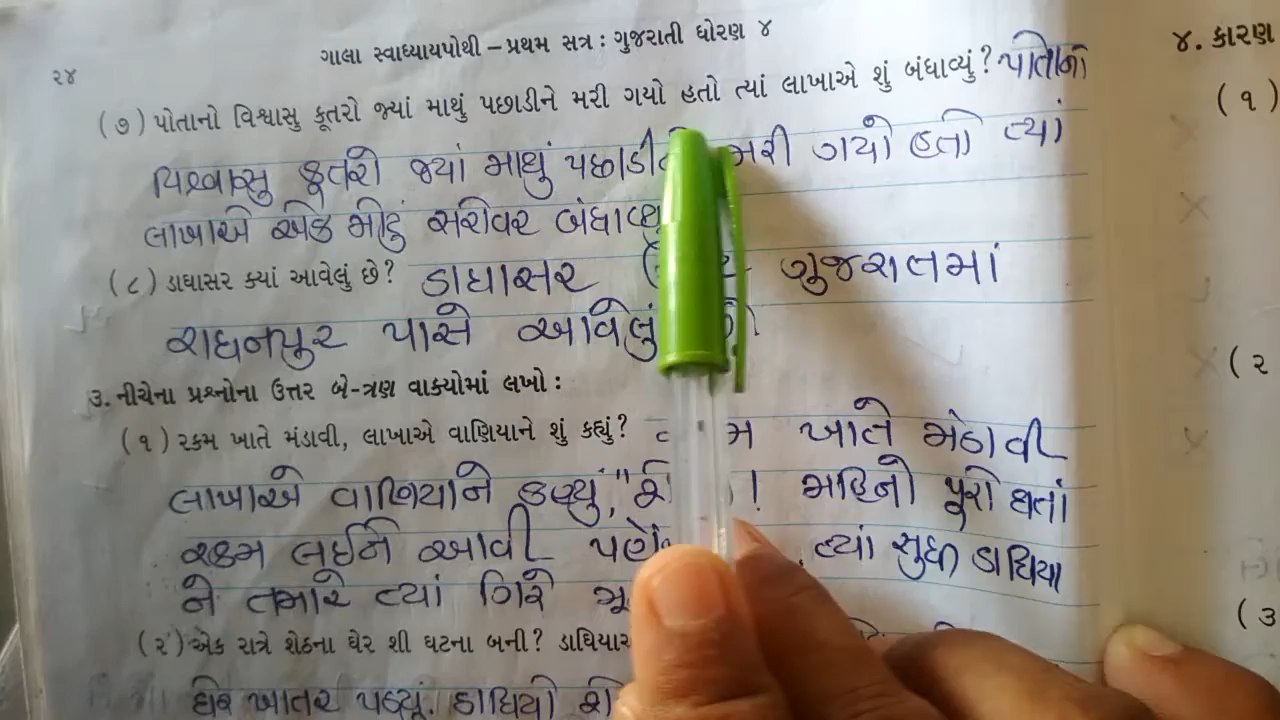 ગાલા સ્વાધ્યાયપોથી – પ્રથમ સત્ર : ગુજરાતી ધોરણ ૪
૨૪
(૭) પોતાનો વિશ્વાસુ કૂતરો જ્યાં માથું પછાડીને મરી ગયો હતો ત્યાં લાખાએ શું બંધાવ્યું? પોતાનો
વિશ્વાસુ કૂતરો જ્યાં માથું મરી ગયો હતો ત્યાં
લાખાએ એક મોટું સરોવર
(૮) ડાઘાસર ક્યાં આવેલું છે? ડાઘાસર ગુજરાતમાં
રાધનપુર પાસે આવેલું
૩. નીચેના પ્રશ્નોના ઉત્તર બે-ત્રણ વાક્યોમાં લખો :
(૧) રકમ ખાતે મંડાવી, લાખાએ વાણિયાને શું કહ્યું? ખાતે મંડાવી
લાખાએ વાણિયાને કહ્યું, " ! મહિનો પૂરો થતાં
રકમ લઈને આવી ત્યાં સુધી ડાઘિયા
ને તમારે ત્યાં ગિરે
(૨) એક રાત્રે શેઠના ઘેર શી ઘટના બની?
ઘેર ખાતર પડ્યું. ડાઘિયો
૪. કારણ
(૧)
(૨
(૩